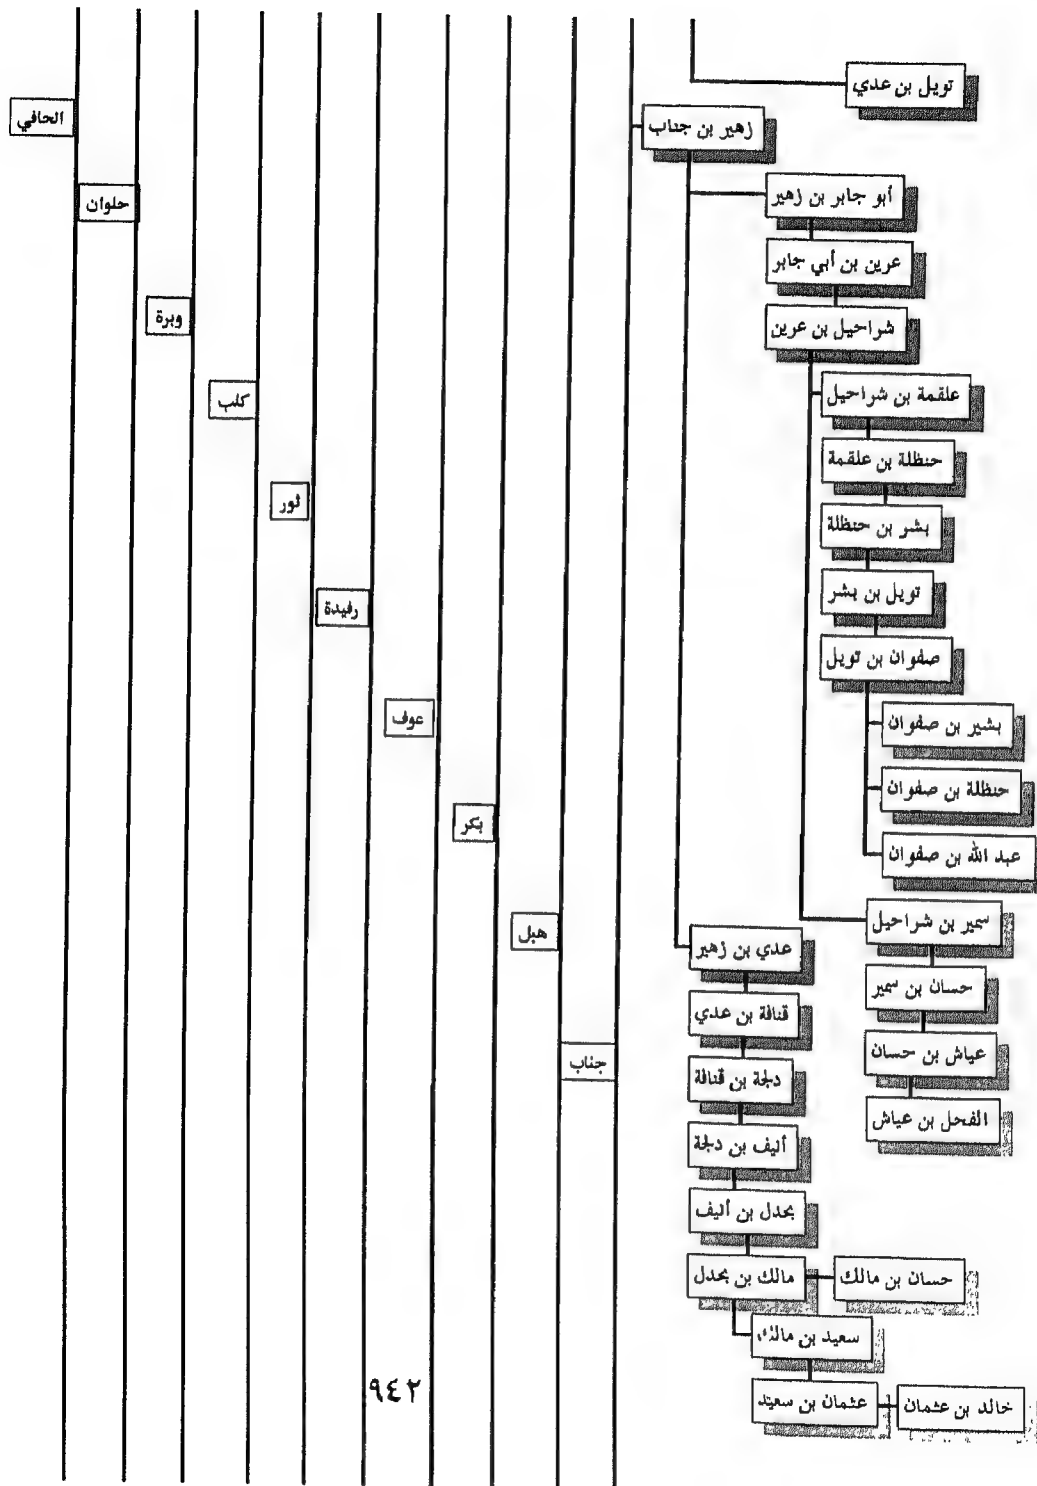 تويل بن عدي
الحافي
زهير بن جناب
حلوان
أبو جابر بن زهير
عرين بن أبي جابر
وبرة
شراحيل بن عرين
كلب
علقمة بن شراحيل
حنظلة بن علقمة
ثور
بشر بن حنظلة
رفيدة
تويل بن بشر
صفوان بن تويل
عوف
بشير بن صفوان
حنظلة بن صفوان
بكر
عبد الله بن صفوان
سمير بن شراحيل
هبل
عدي بن زهير
حسان بن سمير
قنافة بن عدي
عياش بن حسان
جناب
دلجة بن قنافة
الفحل بن عياش
أليف بن دلجة
بحدل بن أليف
مالك بن بحدل
حسان بن مالك
سعيد بن مالك
عثمان بن سعيد
خالد بن عثمان
٩٤٢